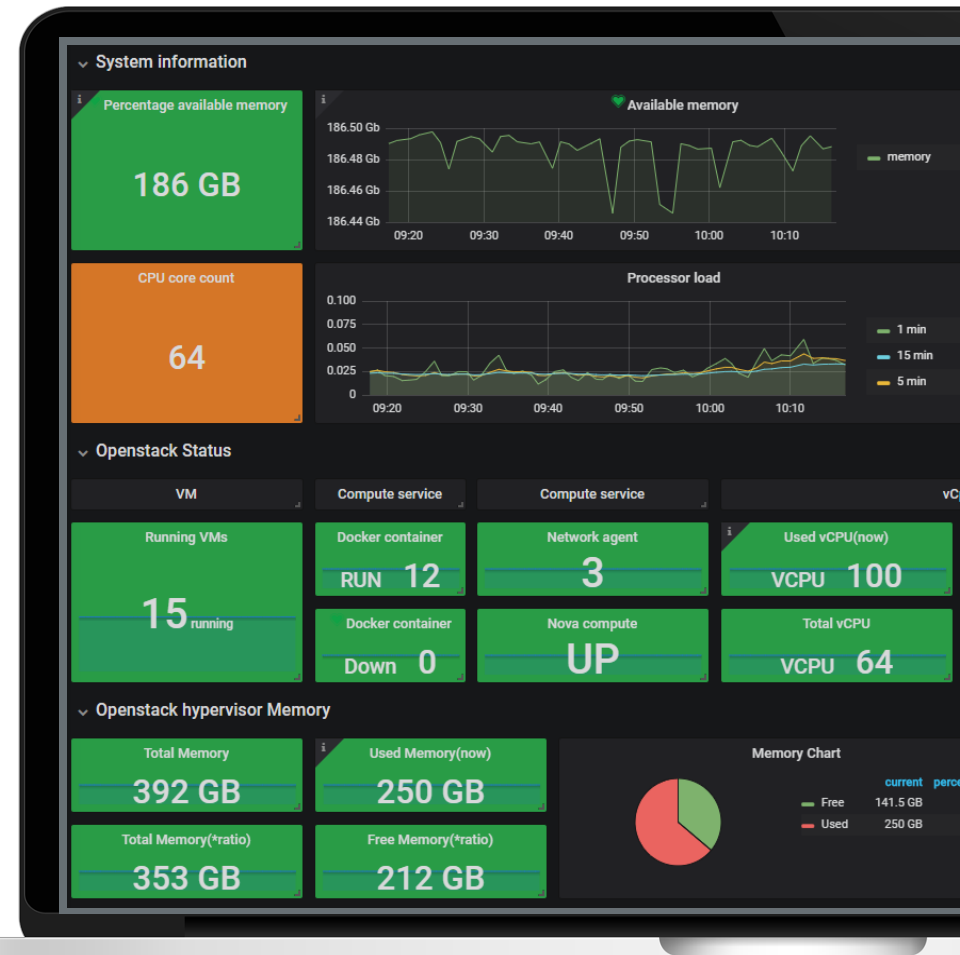 System information
Percentage available memory
186 GB
Available memory
186.50 Gb
186.48 Gb
186.46 Gb
186.44 Gb
09:20 09:30 09:40 09:50 10:00 10:10
memory
CPU core count
64
Processor load
0.100
0.075
0.050
0.025
0
09:20 09:30 09:40 09:50 10:00 10:10
1 min
15 min
5 min
Openstack Status
VM
Compute service
Compute service
Running VMs
15 running
Docker container
RUN 12
Network agent
3
Used vCPU(now)
VCPU 100
Docker container
Down 0
Nova compute
UP
Total vCPU
VCPU 64
Openstack hypervisor Memory
Total Memory
392 GB
Used Memory(now)
250 GB
Total Memory(*ratio)
353 GB
Free Memory(*ratio)
212 GB
Memory Chart
current
Free 141.5 GB
Used 250 GB